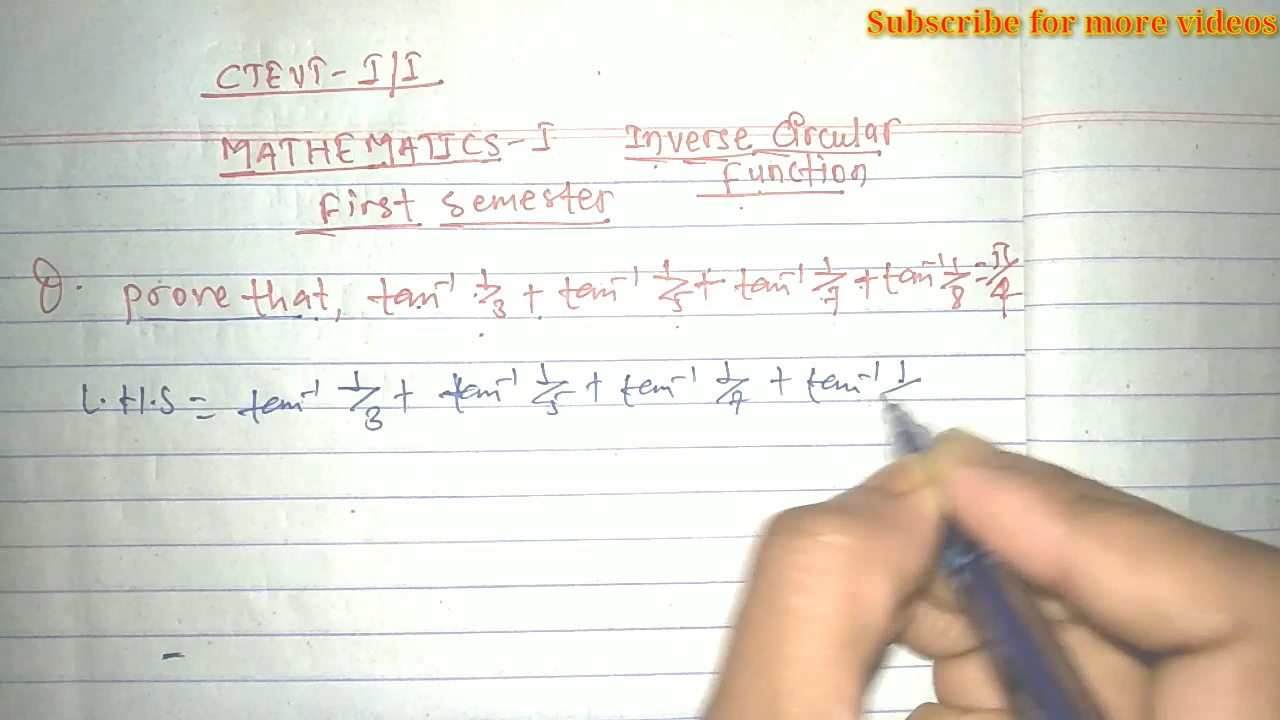 Subscribe for more videos
CTEVT - I/I
MATHEMATICS - I Inverse Circular
Function
First Semester
Q. prove that, tan⁻¹ 1/3 + tan⁻¹ 1/5 + tan⁻¹ 1/7 + tan⁻¹ 1/8 = π/4
L.H.S = tan⁻¹ 1/3 + tan⁻¹ 1/5 + tan⁻¹ 1/7 + tan⁻¹ 1/